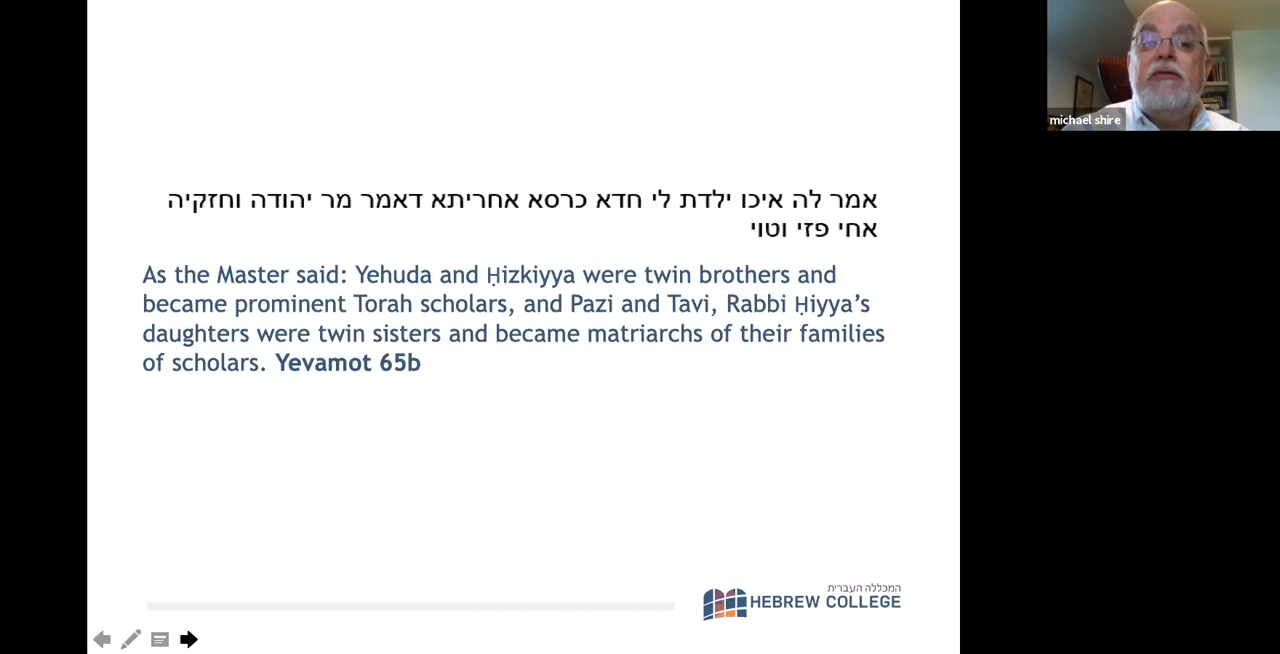 michael shire
אמר לה איכו ילדת לי חדא כרסא אחריתא דאמר מר יהודה וחזקיה
אחי פזי וטוי
As the Master said: Yehuda and Ḥizkiyya were twin brothers and
became prominent Torah scholars, and Pazi and Tavi, Rabbi Ḥiyya’s
daughters were twin sisters and became matriarchs of their families
of scholars. Yevamot 65b
המכללה העברית
HEBREW COLLEGE